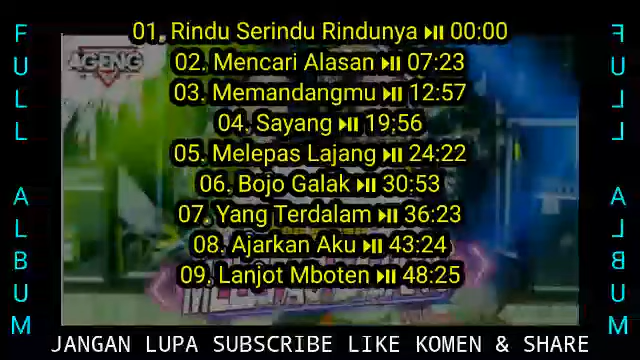 01. Rindu Serindu Rindunya ⏯ 00:00
02. Mencari Alasan ⏯ 07:23
03. Memandangmu ⏯ 12:57
04. Sayang ⏯ 19:56
05. Melepas Lajang ⏯ 24:22
06. Bojo Galak ⏯ 30:53
07. Yang Terdalam ⏯ 36:23
08. Ajarkan Aku ⏯ 43:24
09. Lanjot Mboten ⏯ 48:25
FULL ALBUM
FULL ALBUM
AGENG
JANGAN LUPA SUBSCRIBE LIKE KOMEN & SHARE